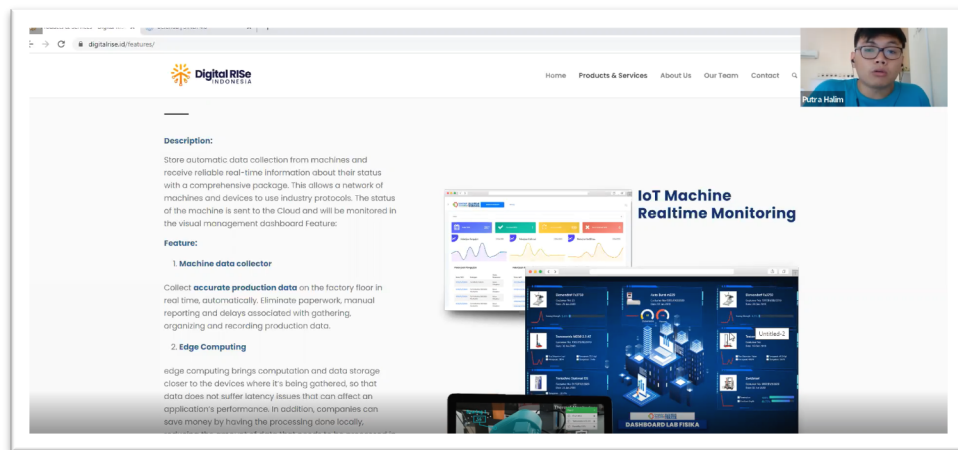 digitalrise.id/features/
Digital RISe
INDONESIA
Home Products & Services About Us Our Team Contact
Putra Halim
Description:
Store automatic data collection from machines and
receive reliable real-time information about their status
with a comprehensive package. This allows a network of
machines and devices to use industry protocols. The status
of the machine is sent to the Cloud and will be monitored in
the visual management dashboard Feature:
Feature:
1. Machine data collector
Collect accurate production data on the factory floor in
real time, automatically. Eliminate paperwork, manual
reporting and delays associated with gathering,
organizing and recording production data.
2. Edge Computing
edge computing brings computation and data storage
closer to the devices where it's being gathered, so that
data does not suffer latency issues that can affect an
application's performance. In addition, companies can
save money by having the processing done locally,
IoT Machine
Realtime Monitoring
Untitled-2
DASHBOARD LAB FISIKA